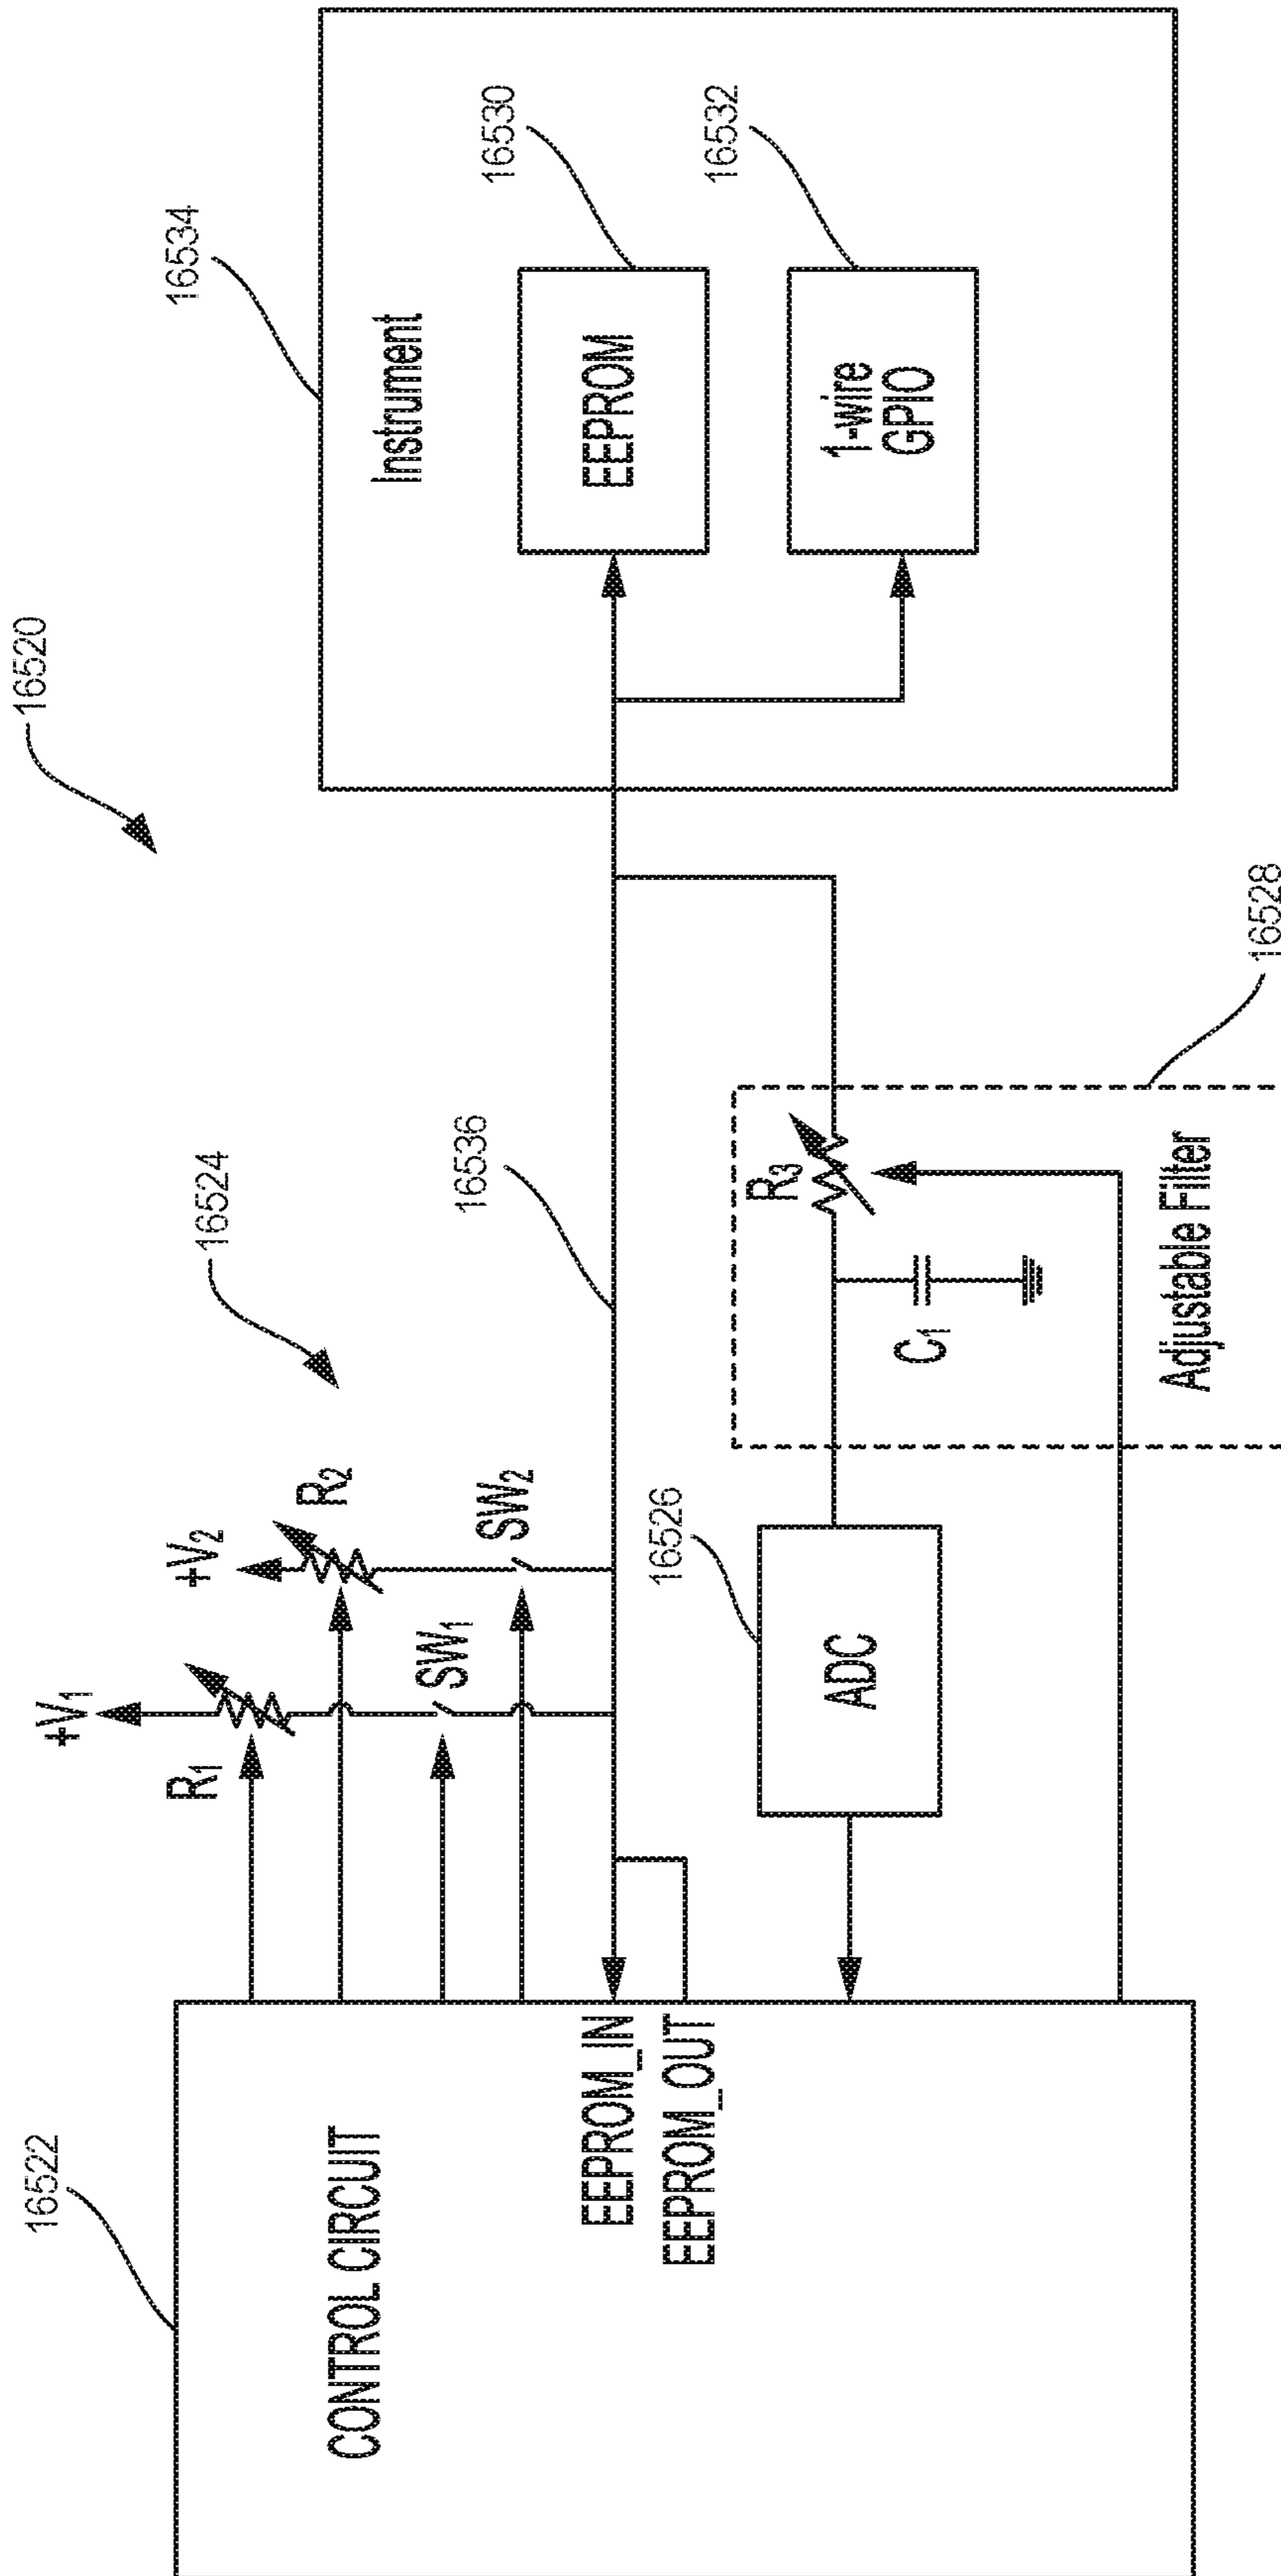 16520
16522
CONTROL CIRCUIT
EEPROM_IN
EEPROM_OUT
+V1
R1
+V2
R2
SW1
SW2
16524
16536
16526
ADC
R3
C1
Adjustable Filter
16528
16534
Instrument
EEPROM
16530
1-wire
GPIO
16532